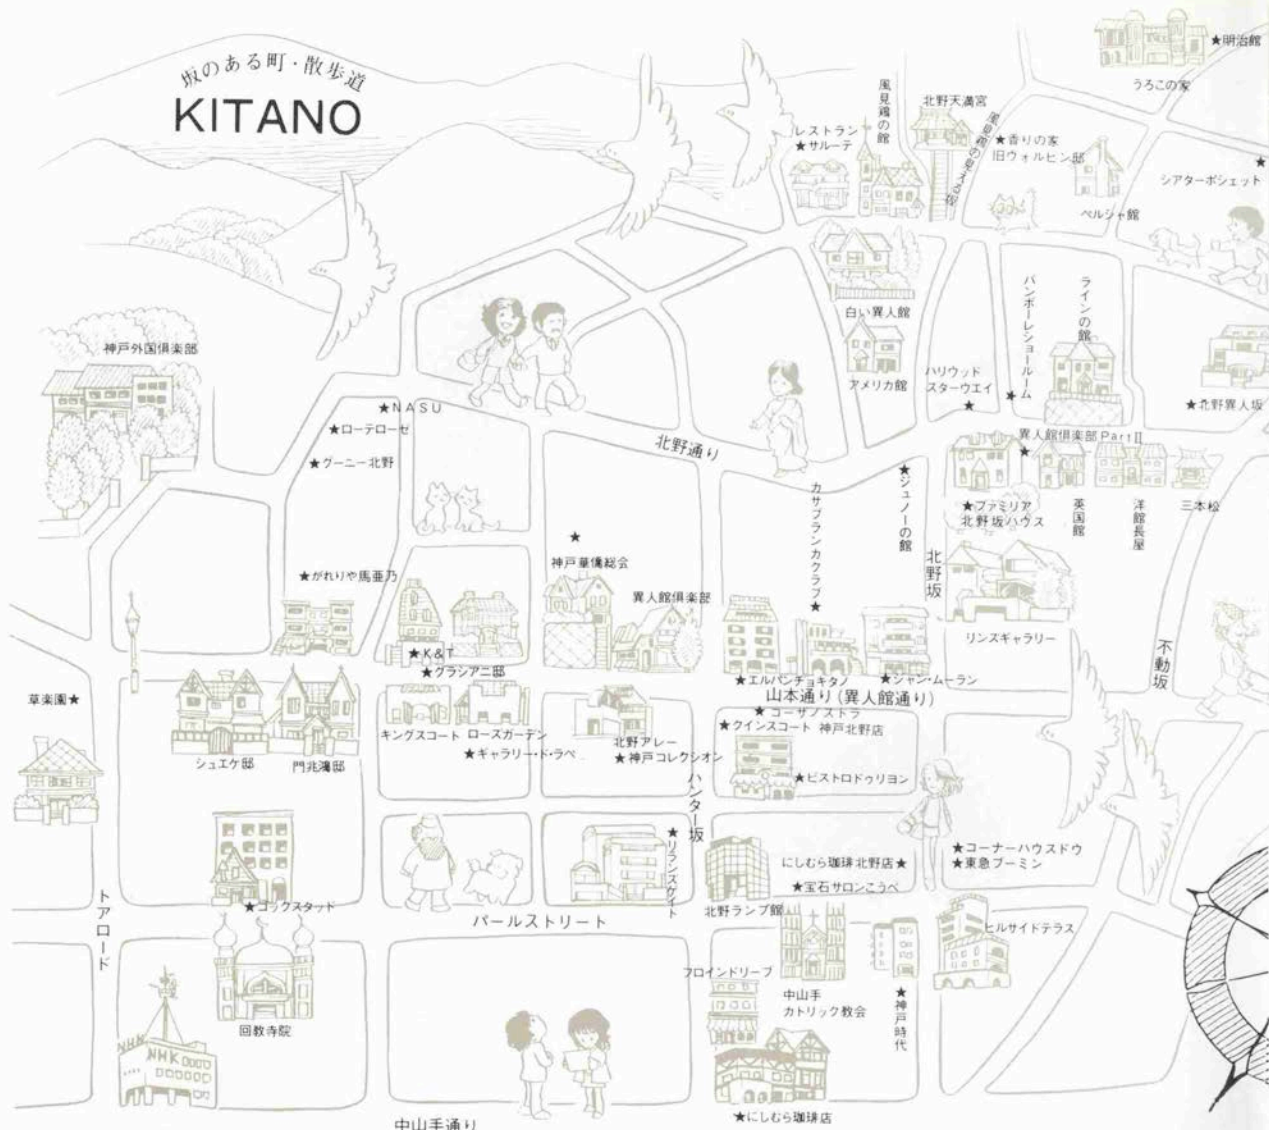 坂のある町・散歩道
KITANO
★明治館
うろこの家
風見鶏の館
北野天満宮
レストラン
★サルーテ
風見鶏の見える坂
★香りの家
旧ウォルヒン邸
ペルシャ館
★
シアターポシェット
白い異人館
アメリカ館
ハリウッド
スターウエイ
★
バンボーレショールーム
★
ラインの館
★北野異人坂
神戸外国倶楽部
★NASU
★ローテローゼ
★グーニー北野
北野通り
カサブランカクラブ
★
★ジュノーの館
異人館倶楽部PartⅡ
★
★ファミリア
北野坂ハウス
英国館
洋館長屋
三本松
北野坂
リンスギャラリー
不動坂
★
神戸華僑総会
異人館倶楽部
★がれりや馬亜乃
★K&T
★グラシアニ邸
★エルパンチョキタノ
★ジャン・ムーラン
山本通り(異人館通り)
草楽園★
シュエケ邸
門兆鴻邸
キングスコート
ローズガーデン
★ギャラリー・ド・ラペ
北野アレー
★神戸コレクシオン
★コーサノストラ
★クインスコート 神戸北野店
★ビストロドゥリヨン
ハンター坂
★リランズゲイト
北野ランプ館
にしむら珈琲北野店★
★宝石サロンこうべ
★コーナーハウスドウ
★東急ブーミン
トアロード
★ゴックスタッド
パールストリート
回教寺院
NHK
NHK
フロインドリーブ
中山手
カトリック教会
★神戸時代
ヒルサイドテラス
★にしむら珈琲店
中山手通り